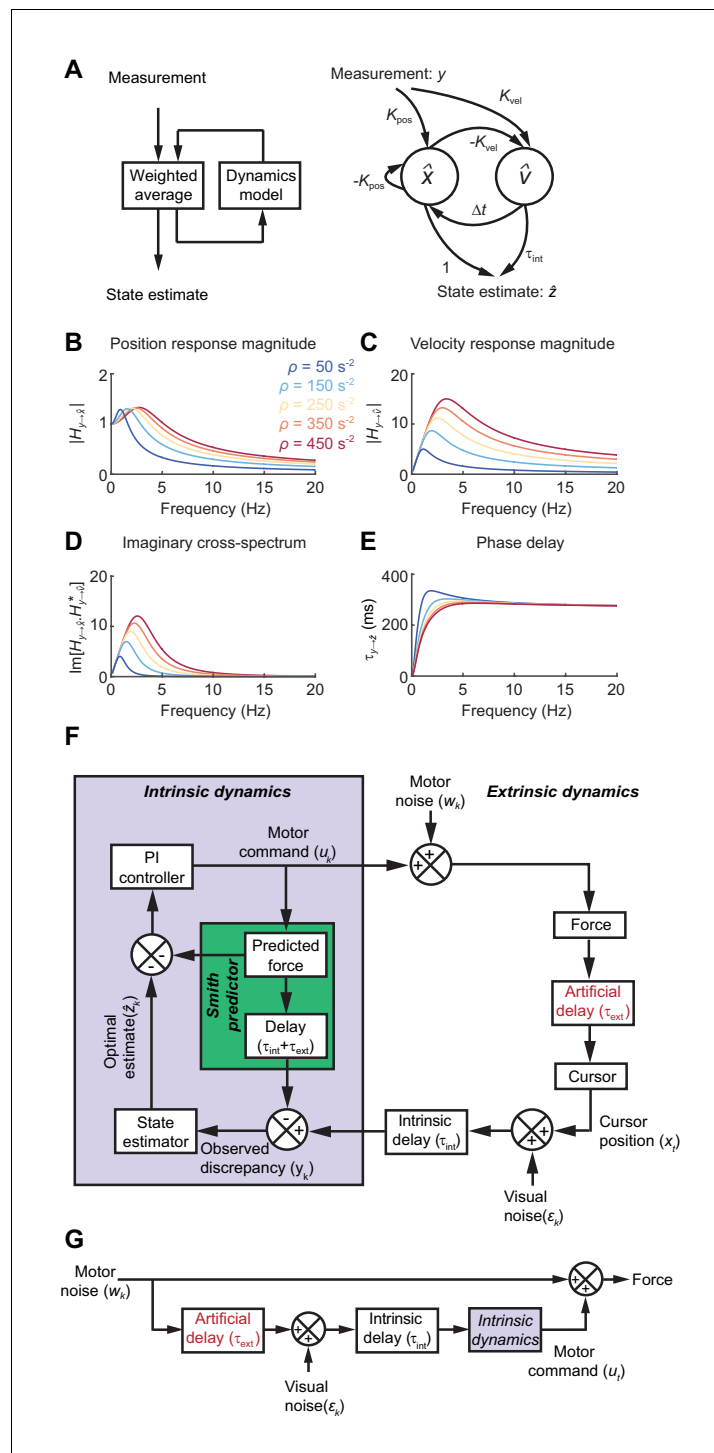 A
Measurement
Weighted
average
Dynamics
model
State estimate
Measurement: y
K_pos
K_vel
-K_vel
-K_pos
x̂
v̂
Δt
1
τ_int
State estimate: ẑ
B
Position response magnitude
|H_y→x̂|
2
1
0
0
5
10
15
20
Frequency (Hz)
ρ = 50 s⁻²
ρ = 150 s⁻²
ρ = 250 s⁻²
ρ = 350 s⁻²
ρ = 450 s⁻²
C
Velocity response magnitude
|H_y→v̂|
20
10
0
0
5
10
15
20
Frequency (Hz)
D
Imaginary cross-spectrum
Im[H_y→x̂·H*_y→v̂]
20
10
0
0
5
10
15
20
Frequency (Hz)
E
Phase delay
τ_y→ẑ (ms)
400
200
0
0
5
10
15
20
Frequency (Hz)
F
Intrinsic dynamics
Extrinsic dynamics
Motor
noise (w_k)
Motor
command (u_k)
PI
controller
+
+
Force
Predicted
force
Smith
predictor
-
-
Artificial
delay (τ_ext)
Delay
(τ_int+τ_ext)
Optimal
estimate(ẑ_k)
Cursor
State
estimator
-
+
Observed
discrepancy (y_k)
Intrinsic
delay (τ_int)
+
+
Cursor
position (x_t)
Visual
noise(ε_k)
G
Motor
noise (w_k)
+
+
Force
Artificial
delay (τ_ext)
+
+
Intrinsic
delay (τ_int)
Intrinsic
dynamics
Visual
noise(ε_k)
Motor
command (u_t)